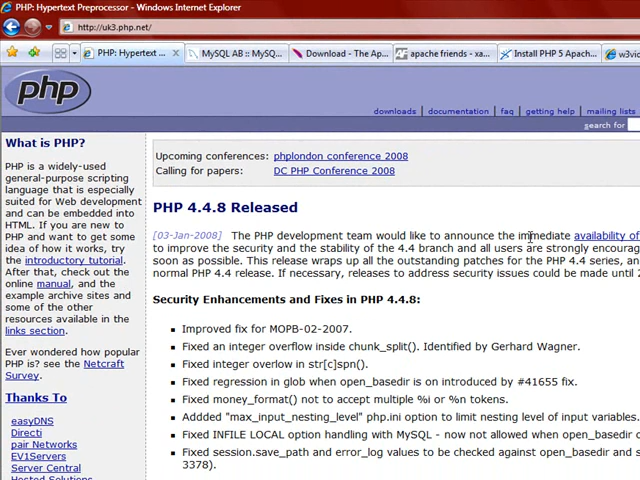 PHP: Hypertext Preprocessor - Windows Internet Explorer
http://uk3.php.net/
PHP: Hypertext ... MySQL AB :: MySQ... Download - The Ap... apache friends - xa... Install PHP 5 Apach... w3vic
php
downloads | documentation | faq | getting help | mailing lists
search for
What is PHP?
PHP is a widely-used
general-purpose scripting
language that is especially
suited for Web development
and can be embedded into
HTML. If you are new to
PHP and want to get some
idea of how it works, try
the introductory tutorial.
After that, check out the
online manual, and the
example archive sites and
some of the other
resources available in the
links section.
Ever wondered how popular
PHP is? see the Netcraft
Survey.
Thanks To
easyDNS
Directi
pair Networks
EV1Servers
Server Central
Hosted Solutions
Upcoming conferences: phplondon conference 2008
Calling for papers: DC PHP Conference 2008
PHP 4.4.8 Released
[03-Jan-2008] The PHP development team would like to announce the immediate availability of
to improve the security and the stability of the 4.4 branch and all users are strongly encourag
soon as possible. This release wraps up all the outstanding patches for the PHP 4.4 series, an
normal PHP 4.4 release. If necessary, releases to address security issues could be made until 2
Security Enhancements and Fixes in PHP 4.4.8:
Improved fix for MOPB-02-2007.
Fixed an integer overflow inside chunk_split(). Identified by Gerhard Wagner.
Fixed integer overlow in str[c]spn().
Fixed regression in glob when open_basedir is on introduced by #41655 fix.
Fixed money_format() not to accept multiple %i or %n tokens.
Addded "max_input_nesting_level" php.ini option to limit nesting level of input variables.
Fixed INFILE LOCAL option handling with MySQL - now not allowed when open_basedir o
Fixed session.save_path and error_log values to be checked against open_basedir and s
3378).